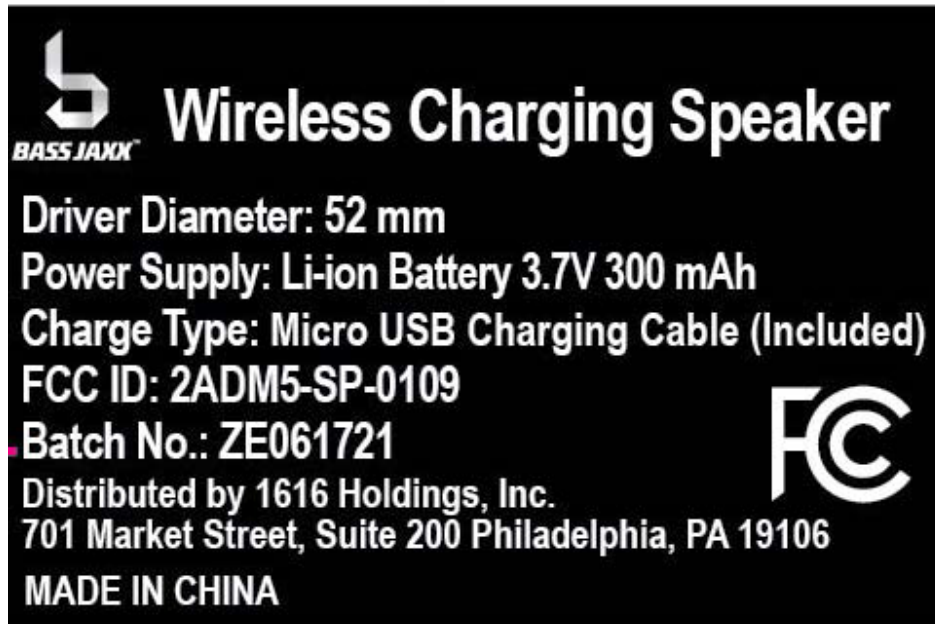 BASS JAXX™
Wireless Charging Speaker
Driver Diameter: 52 mm
Power Supply: Li-ion Battery 3.7V 300 mAh
Charge Type: Micro USB Charging Cable (Included)
FCC ID: 2ADM5-SP-0109
Batch No.: ZE061721
FC
Distributed by 1616 Holdings, Inc.
701 Market Street, Suite 200 Philadelphia, PA 19106
MADE IN CHINA